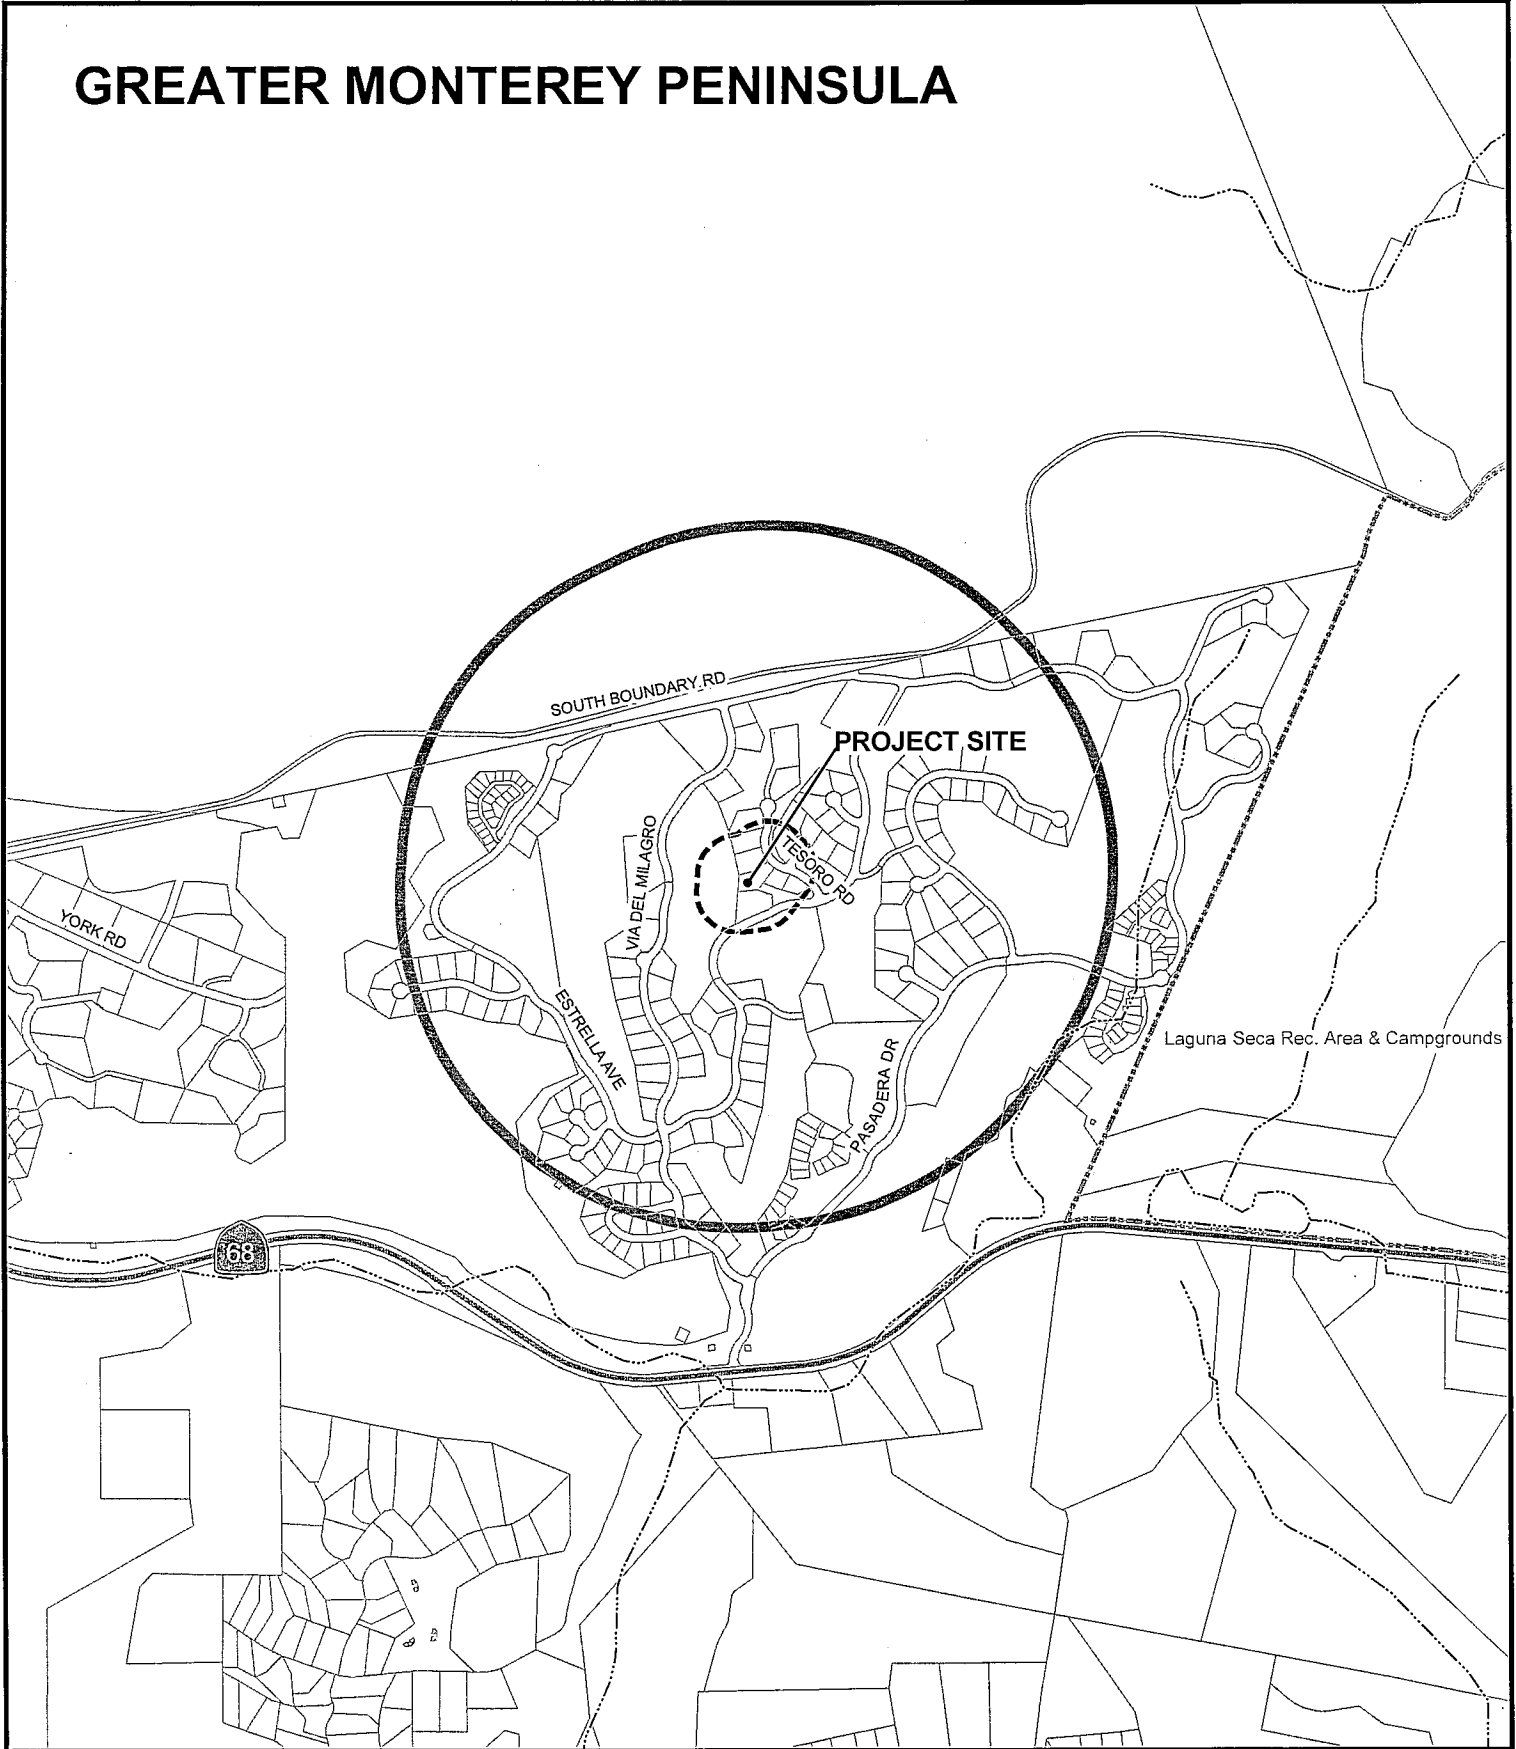 GREATER MONTEREY PENINSULA
SOUTH BOUNDARY RD
PROJECT SITE
VIA DEL MILAGRO
TESORO RD
YORK RD
ESTRELLA AVE
PASADERA DR
Laguna Seca Rec. Area & Campgrounds
68